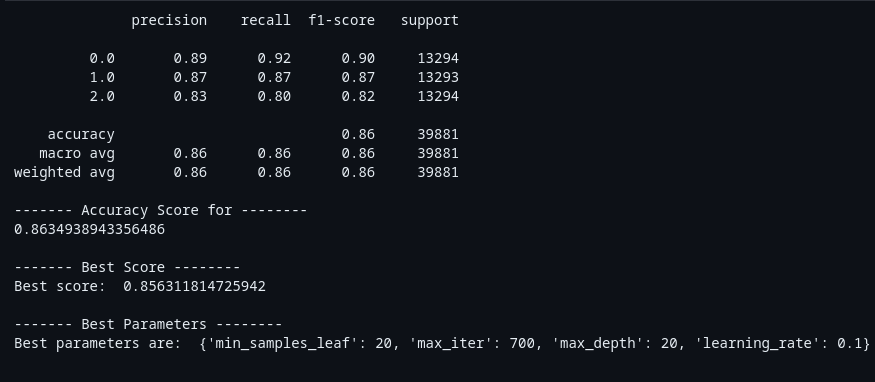 precision    recall  f1-score   support

         0.0       0.89      0.92      0.90     13294
         1.0       0.87      0.87      0.87     13293
         2.0       0.83      0.80      0.82     13294

    accuracy                           0.86     39881
   macro avg       0.86      0.86      0.86     39881
weighted avg       0.86      0.86      0.86     39881

------- Accuracy Score for --------
0.8634938943356486

------- Best Score --------
Best score:  0.856311814725942

------- Best Parameters --------
Best parameters are:  {'min_samples_leaf': 20, 'max_iter': 700, 'max_depth': 20, 'learning_rate': 0.1}